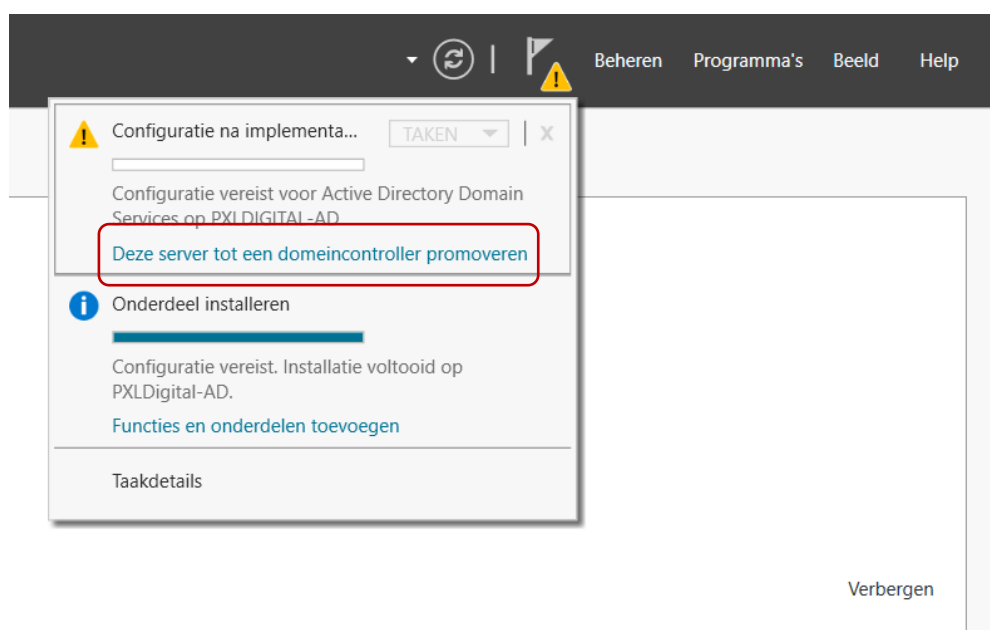 Beheren Programma's Beeld Help
Configuratie na implementa... TAKEN X
Configuratie vereist voor Active Directory Domain
Services op PXLDIGITAL-AD
Deze server tot een domeincontroller promoveren
Onderdeel installeren
Configuratie vereist. Installatie voltooid op
PXLDigital-AD.
Functies en onderdelen toevoegen
Taakdetails
Verbergen